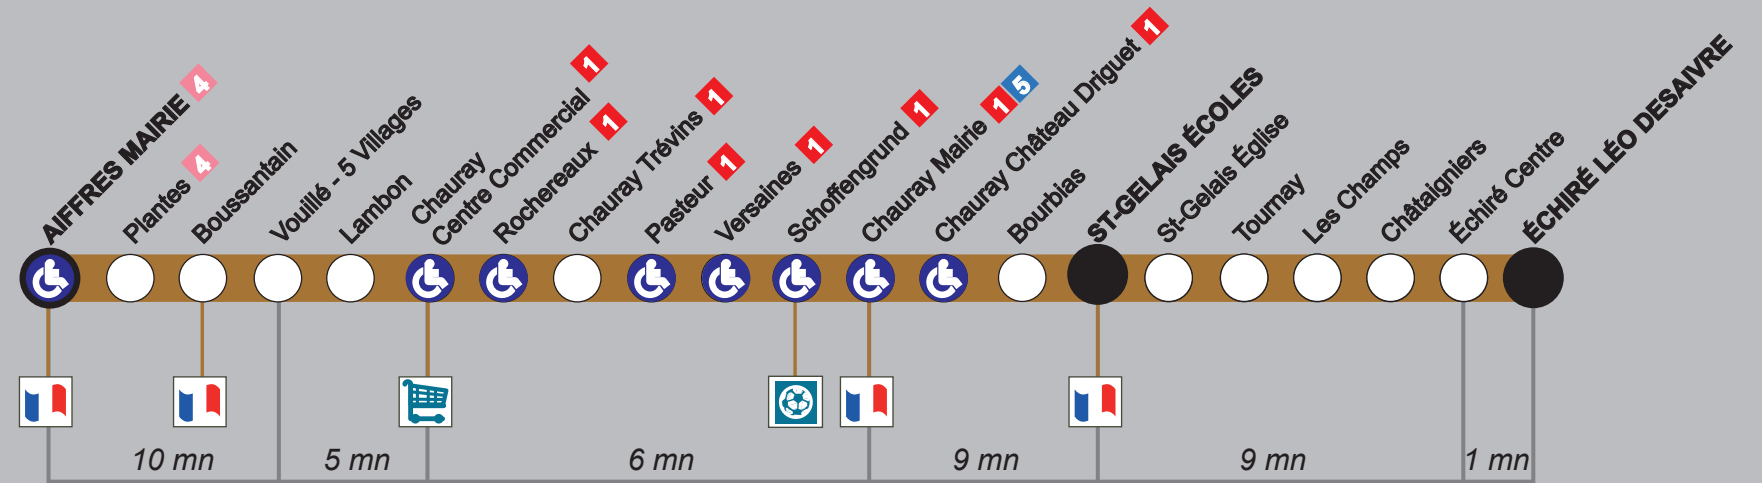 AIFFRES MAIRIE 4
Plantes 4
Boussantain
Vouillé - 5 Villages
Lambon
Chauray
Centre Commercial 1
Rochereaux 1
Chauray Trévins 1
Pasteur 1
Versaines 1
Schoffengrund 1
Chauray Mairie 1 5
Chauray Château Driguet 1
Bourbias
ST-GELAIS ÉCOLES
St-Gelais Église
Tournay
Les Champs
Châtaigniers
Échiré Centre
ÉCHIRÉ LÉO DESAIVRE
10 mn
5 mn
6 mn
9 mn
9 mn
1 mn